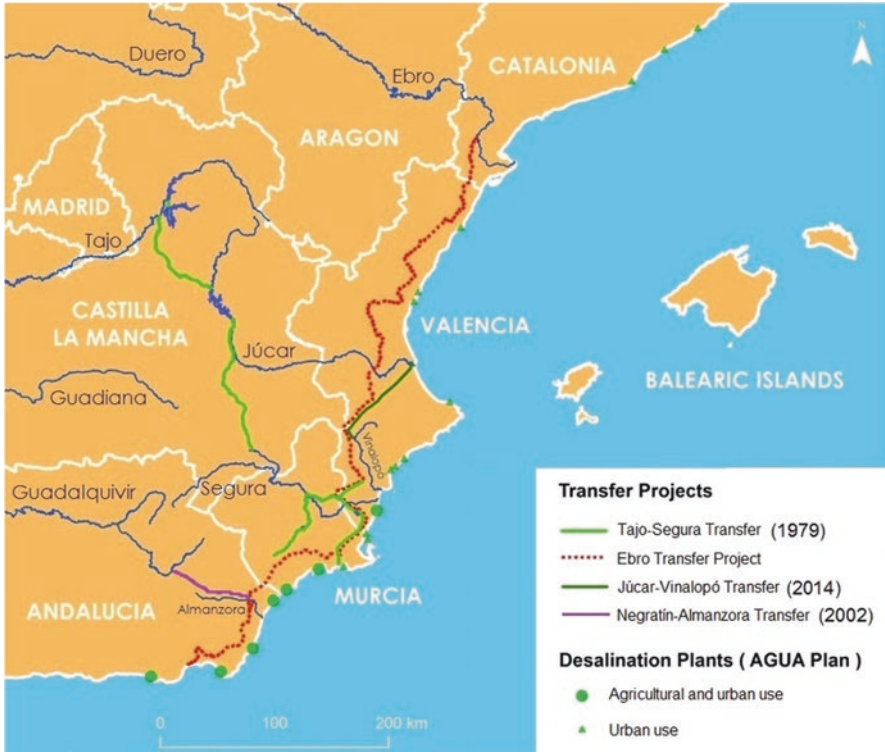 Duero
Ebro
CATALONIA
N
ARAGON
MADRID
Tajo
CASTILLA
LA MANCHA
VALENCIA
Júcar
BALEARIC ISLANDS
Guadiana
Vinalopó
Guadalquivir
Segura
MURCIA
ANDALUCIA
Almanzora
0 100 200 km
Transfer Projects
Tajo-Segura Transfer (1979)
Ebro Transfer Project
Júcar-Vinalopó Transfer (2014)
Negratín-Almanzora Transfer (2002)
Desalination Plants ( AGUA Plan )
Agricultural and urban use
Urban use